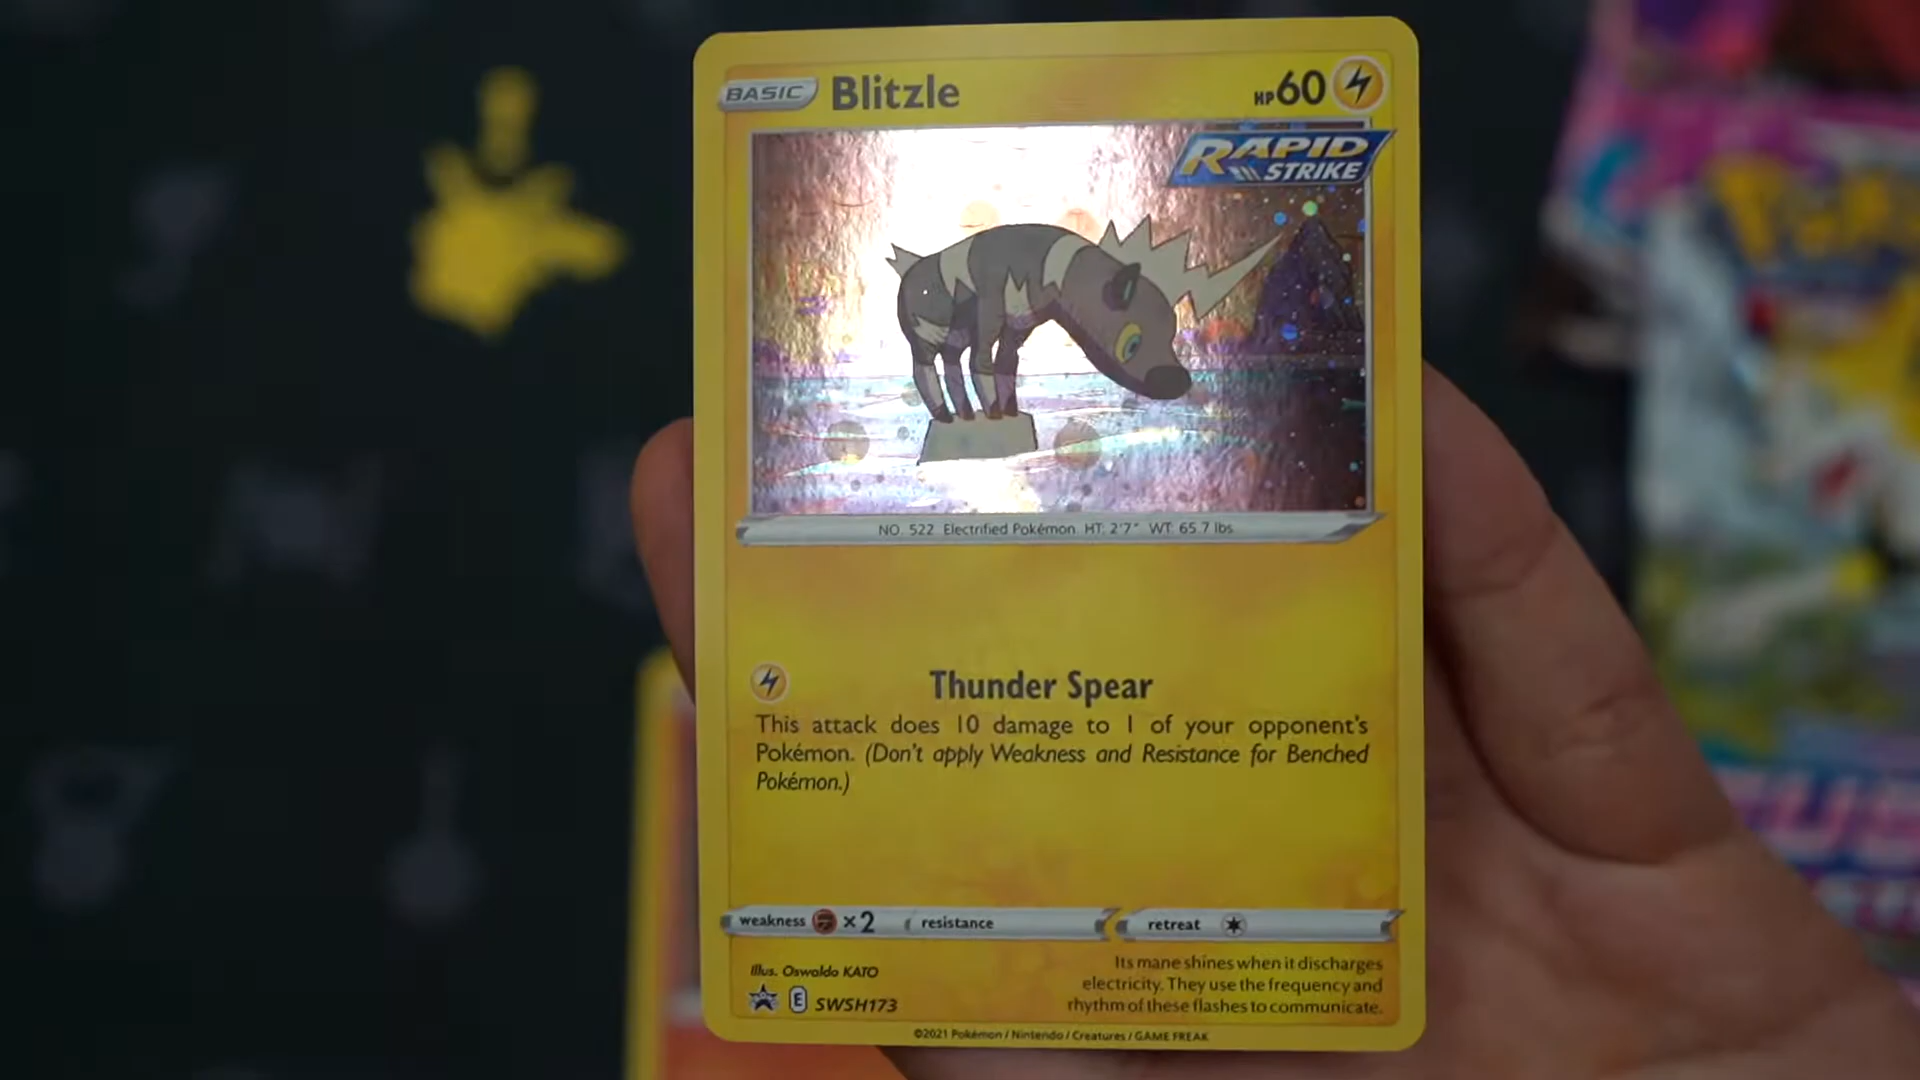 BASIC Blitzle HP60
RAPID
STRIKE
NO. 522 Electrified Pokémon HT: 2'7" WT: 65.7 lbs
Thunder Spear
This attack does 10 damage to 1 of your opponent's
Pokémon. (Don't apply Weakness and Resistance for Benched
Pokémon.)
weakness ×2 resistance retreat
Illus. Oswaldo KATO
E SWSH173
Its mane shines when it discharges
electricity. They use the frequency and
rhythm of these flashes to communicate.
©2021 Pokémon / Nintendo / Creatures / GAME FREAK